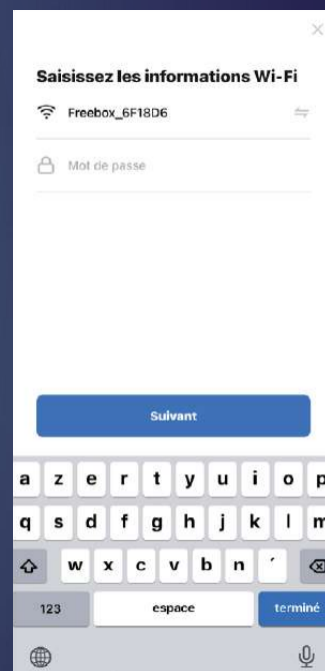 Saisissez les informations Wi-Fi
Freebox_6F18D6
Mot de passe
Suivant
a z e r t y u i o p
q s d f g h j k l m
w x c v b n ´
123 espace terminé